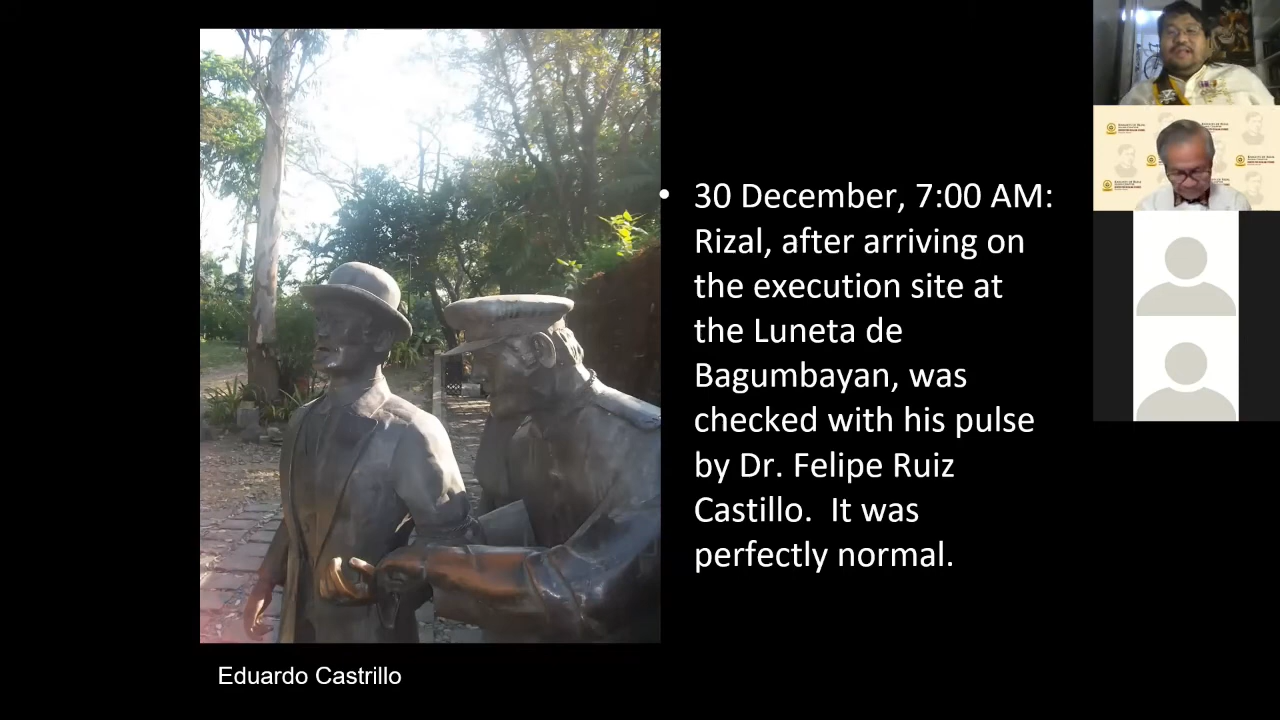 • 30 December, 7:00 AM:
Rizal, after arriving on
the execution site at
the Luneta de
Bagumbayan, was
checked with his pulse
by Dr. Felipe Ruiz
Castillo.  It was
perfectly normal.
Eduardo Castrillo